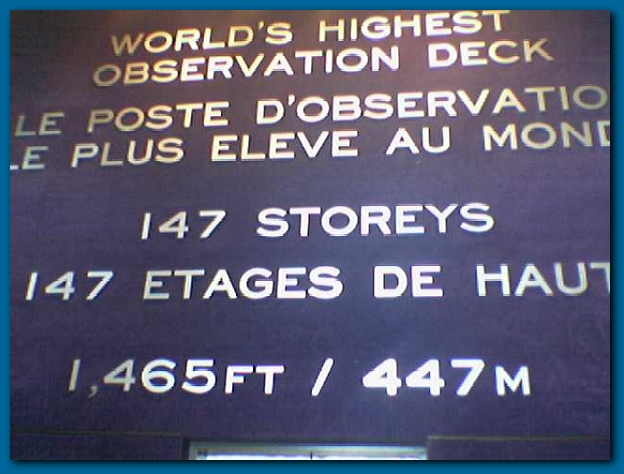 WORLD'S HIGHEST
OBSERVATION DECK
LE POSTE D'OBSERVATIO
LE PLUS ELEVE AU MOND
147 STOREYS
147 ETAGES DE HAUT
1,465FT / 447M